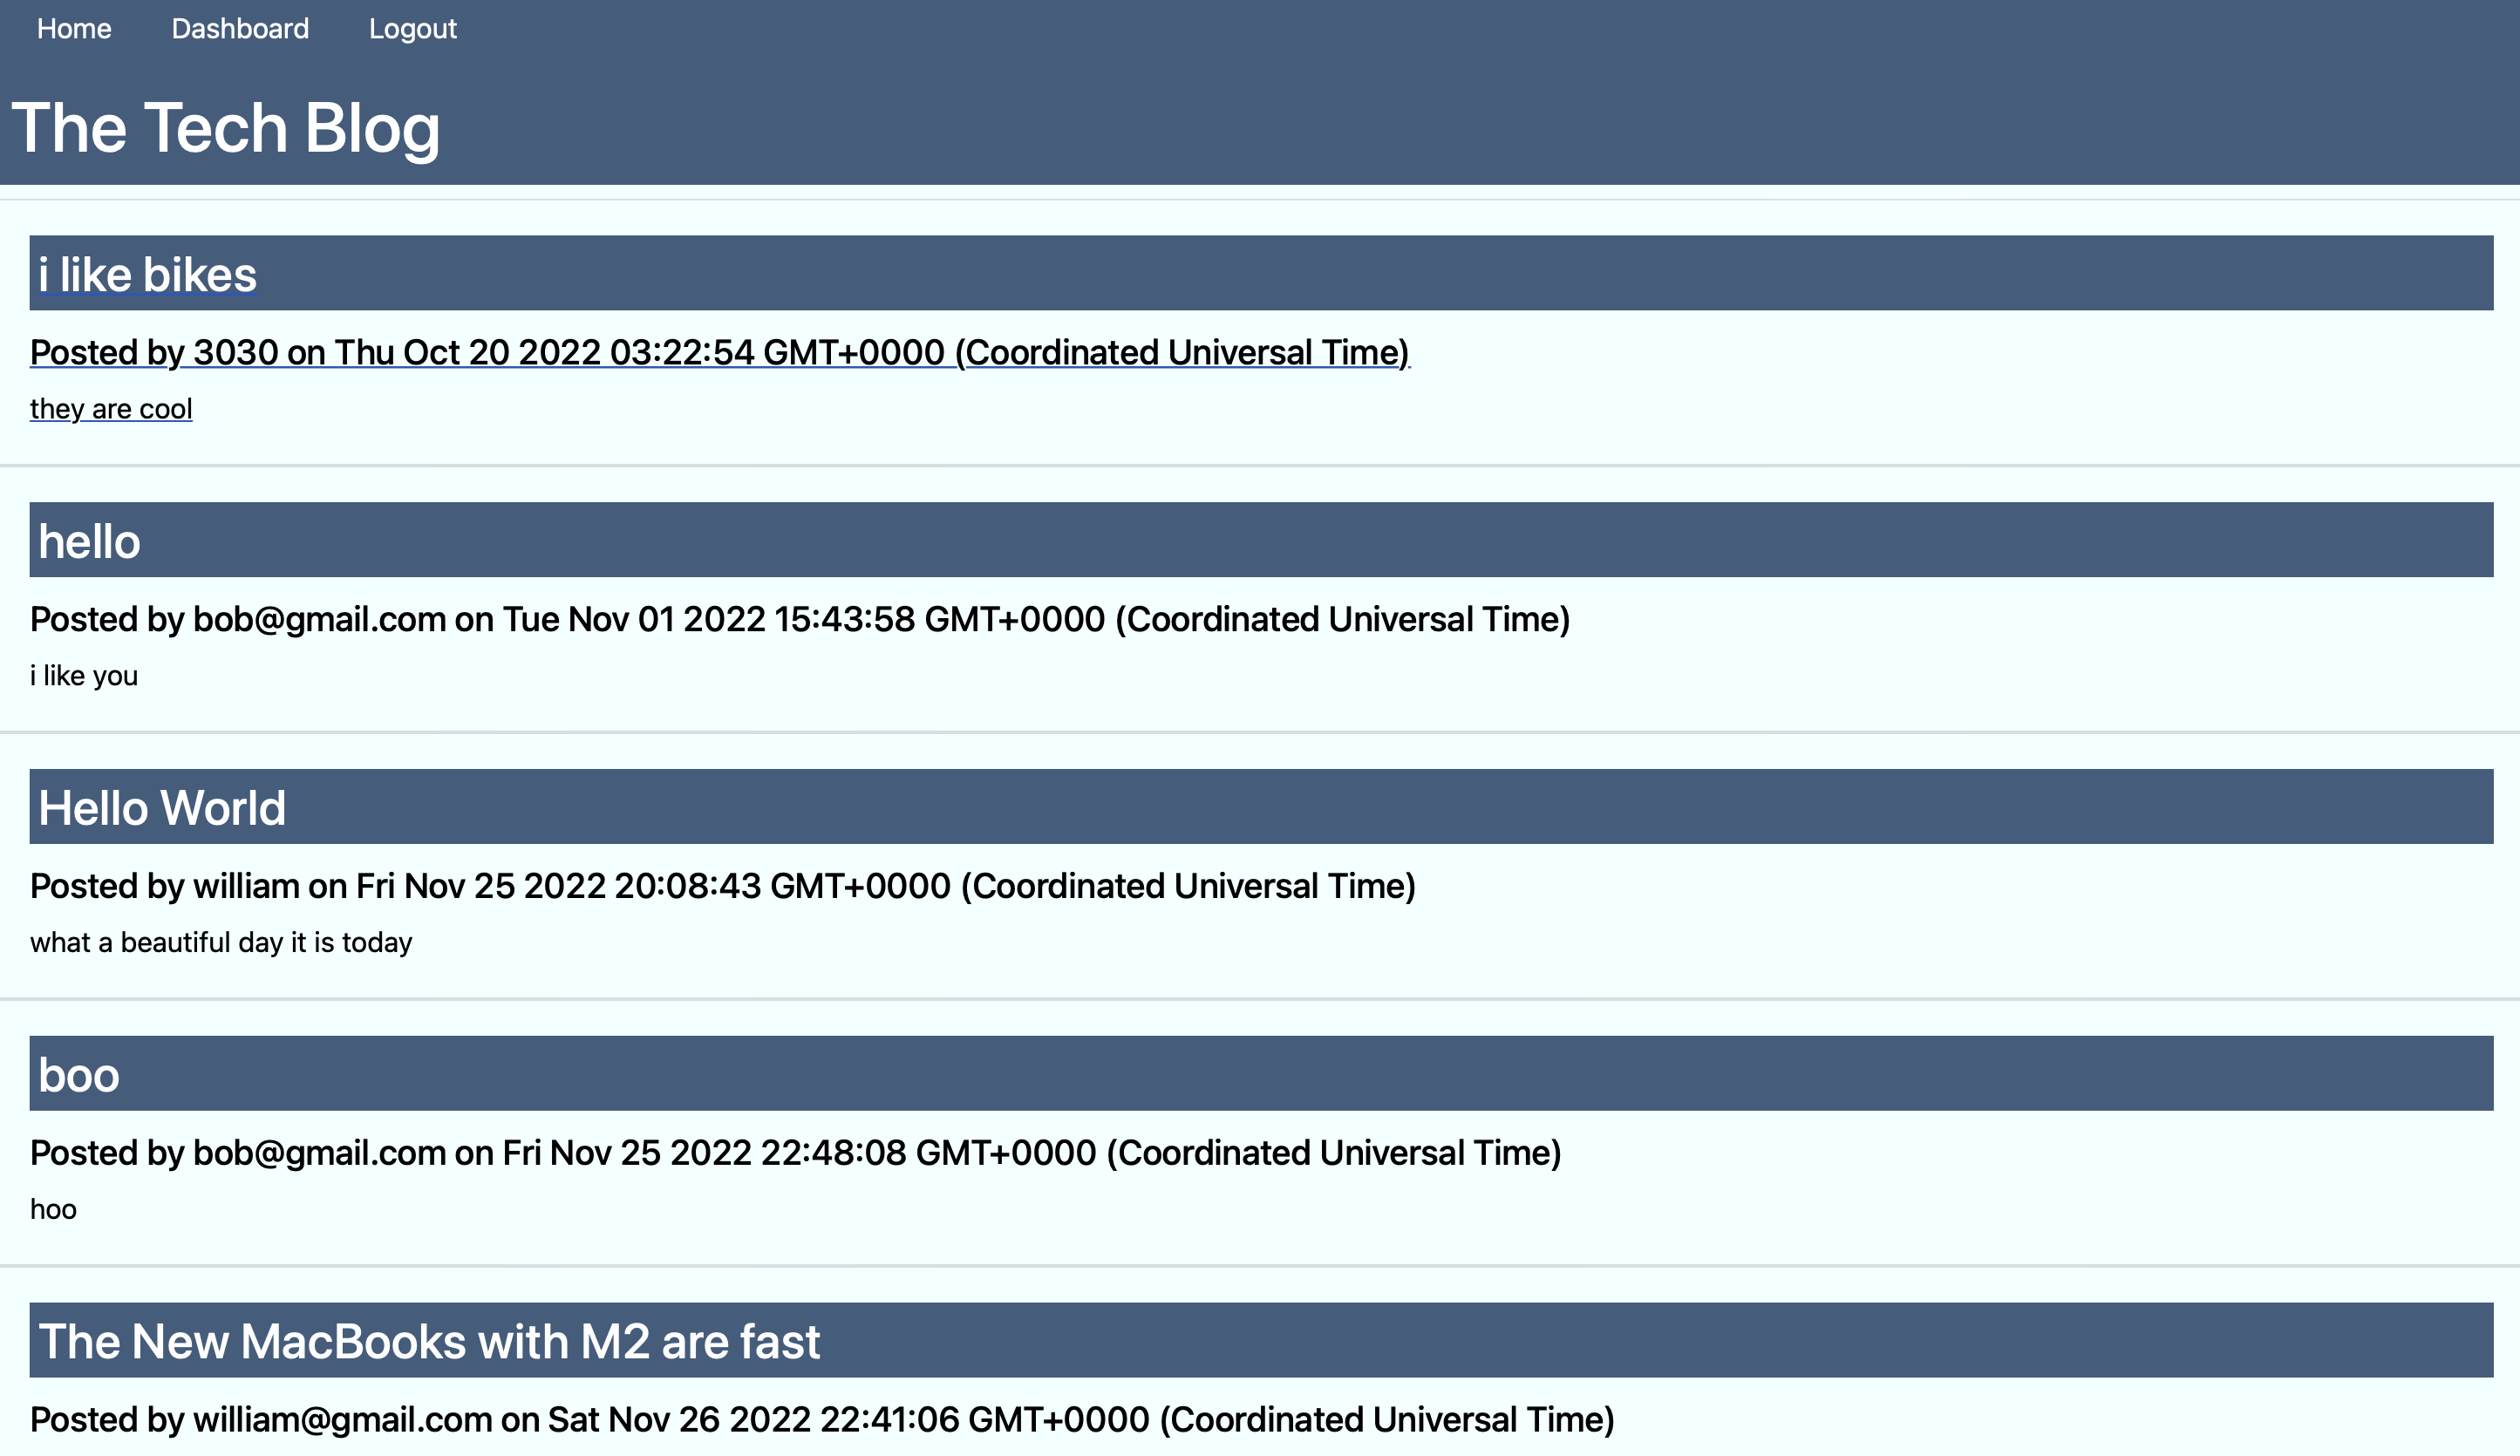 Home Dashboard Logout
The Tech Blog
i like bikes
Posted by 3030 on Thu Oct 20 2022 03:22:54 GMT+0000 (Coordinated Universal Time)
they are cool
hello
Posted by bob@gmail.com on Tue Nov 01 2022 15:43:58 GMT+0000 (Coordinated Universal Time)
i like you
Hello World
Posted by william on Fri Nov 25 2022 20:08:43 GMT+0000 (Coordinated Universal Time)
what a beautiful day it is today
boo
Posted by bob@gmail.com on Fri Nov 25 2022 22:48:08 GMT+0000 (Coordinated Universal Time)
hoo
The New MacBooks with M2 are fast
Posted by william@gmail.com on Sat Nov 26 2022 22:41:06 GMT+0000 (Coordinated Universal Time)